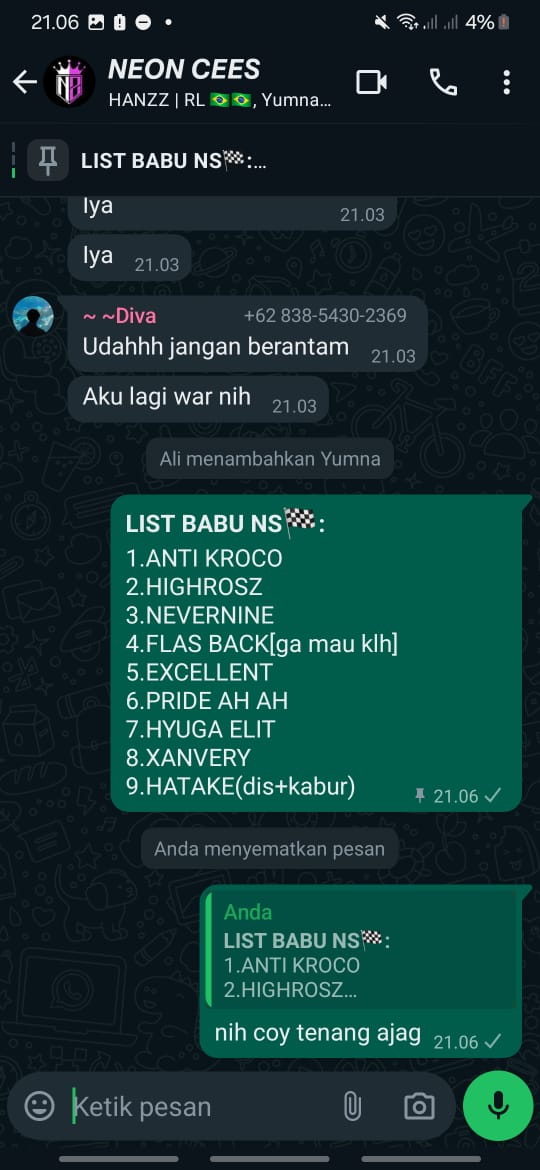 21.06
4%
NEON CEES
HANZZ | RL 🇧🇷🇧🇷, Yumna...
LIST BABU NS🏁:...
Iya
21.03
Iya 21.03
~ ~Diva +62 838-5430-2369
Udahhh jangan berantam 21.03
Aku lagi war nih 21.03
Ali menambahkan Yumna
LIST BABU NS🏁:
1.ANTI KROCO
2.HIGHROSZ
3.NEVERNINE
4.FLAS BACK[ga mau klh]
5.EXCELLENT
6.PRIDE AH AH
7.HYUGA ELIT
8.XANVERY
9.HATAKE(dis+kabur)
21.06
Anda menyematkan pesan
Anda
LIST BABU NS🏁:
1.ANTI KROCO
2.HIGHROSZ...
nih coy tenang ajag 21.06
Ketik pesan